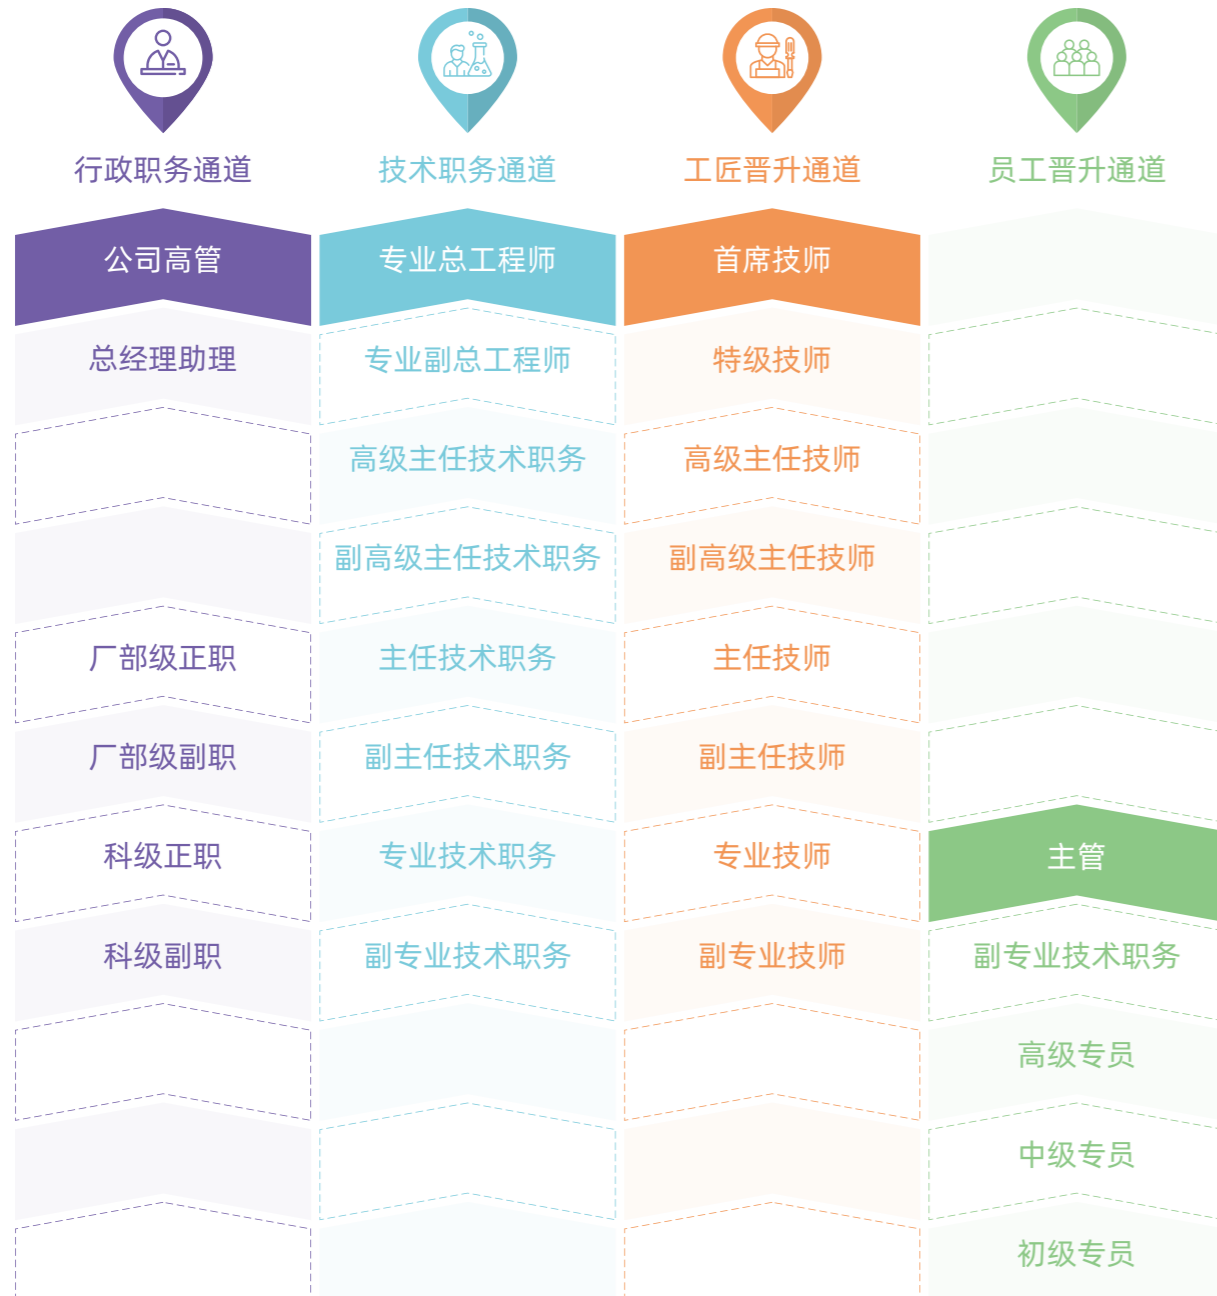 行政职务通道
技术职务通道
工匠晋升通道
员工晋升通道
公司高管
专业总工程师
首席技师
总经理助理
专业副总工程师
特级技师
高级主任技术职务
高级主任技师
副高级主任技术职务
副高级主任技师
厂部级正职
主任技术职务
主任技师
厂部级副职
副主任技术职务
副主任技师
科级正职
专业技术职务
专业技师
主管
科级副职
副专业技术职务
副专业技师
副专业技术职务
高级专员
中级专员
初级专员